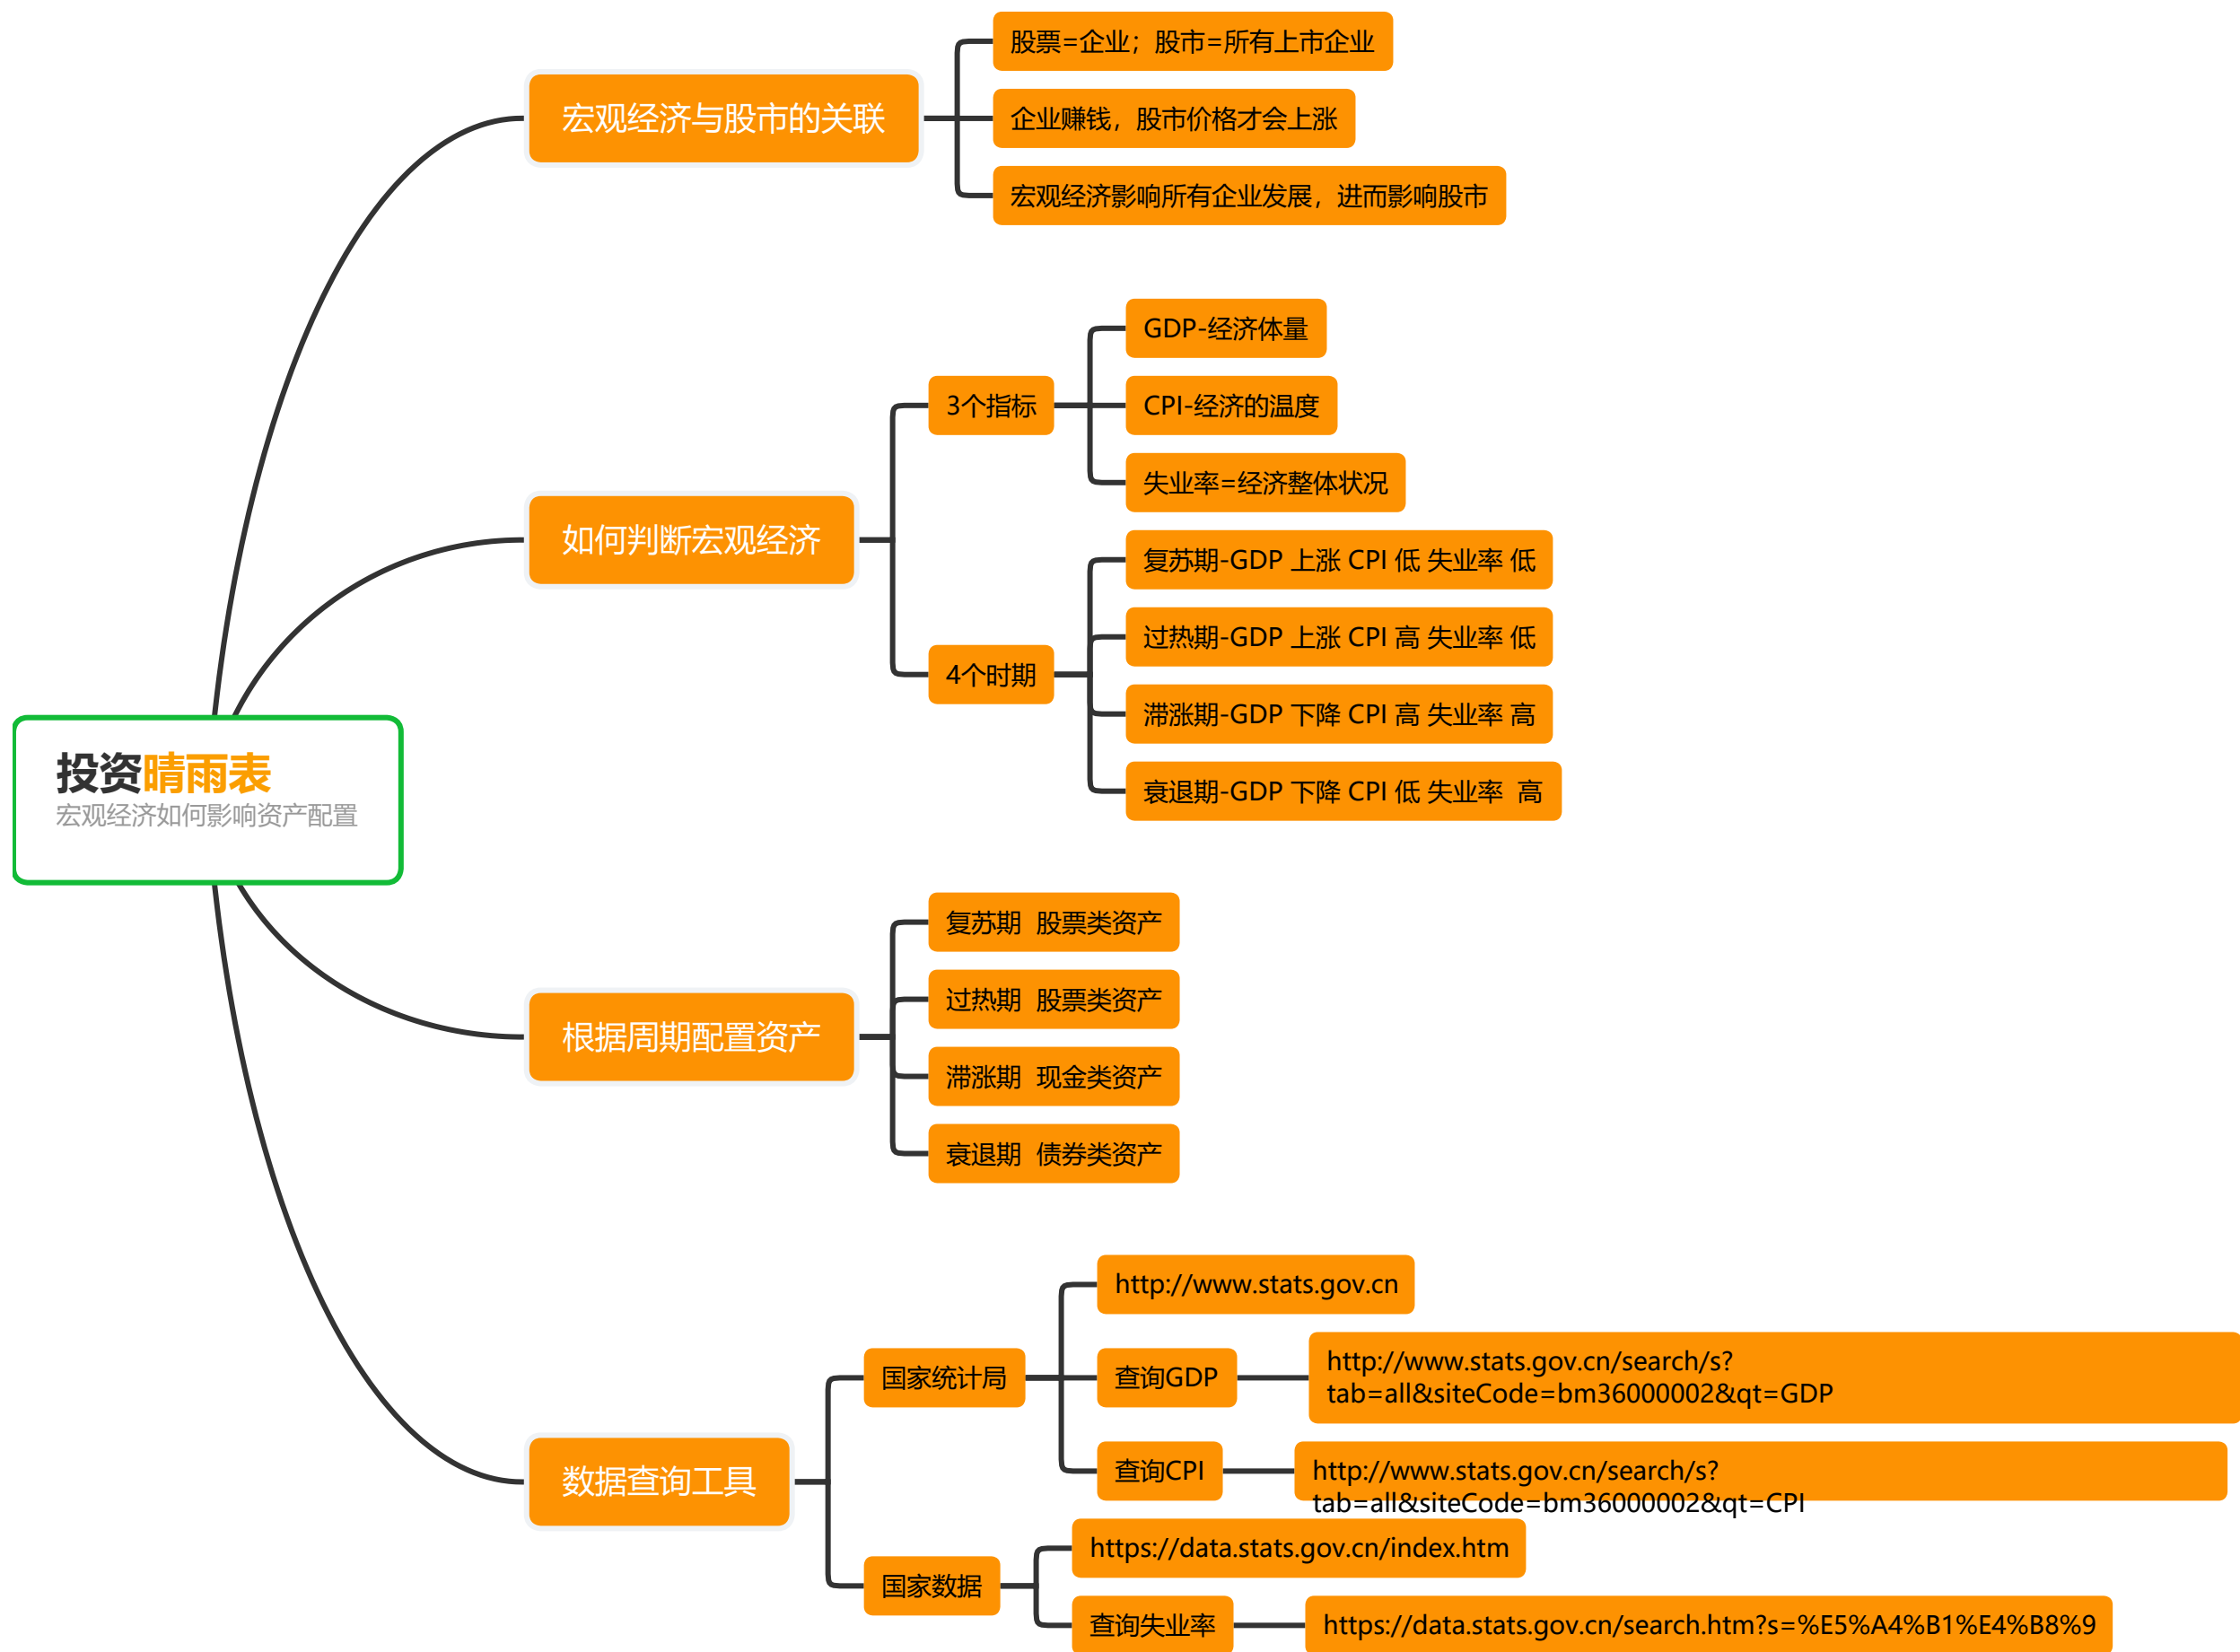 投资晴雨表
宏观经济如何影响资产配置
宏观经济与股市的关联
股票=企业；股市=所有上市企业
企业赚钱，股市价格才会上涨
宏观经济影响所有企业发展，进而影响股市
如何判断宏观经济
3个指标
GDP-经济体量
CPI-经济的温度
失业率=经济整体状况
4个时期
复苏期-GDP 上涨 CPI 低 失业率 低
过热期-GDP 上涨 CPI 高 失业率 低
滞涨期-GDP 下降 CPI 高 失业率 高
衰退期-GDP 下降 CPI 低 失业率  高
根据周期配置资产
复苏期  股票类资产
过热期  股票类资产
滞涨期  现金类资产
衰退期  债券类资产
数据查询工具
国家统计局
http://www.stats.gov.cn
查询GDP
http://www.stats.gov.cn/search/s?
tab=all&siteCode=bm36000002&qt=GDP
查询CPI
http://www.stats.gov.cn/search/s?
tab=all&siteCode=bm36000002&qt=CPI
国家数据
https://data.stats.gov.cn/index.htm
查询失业率
https://data.stats.gov.cn/search.htm?s=%E5%A4%B1%E4%B8%9